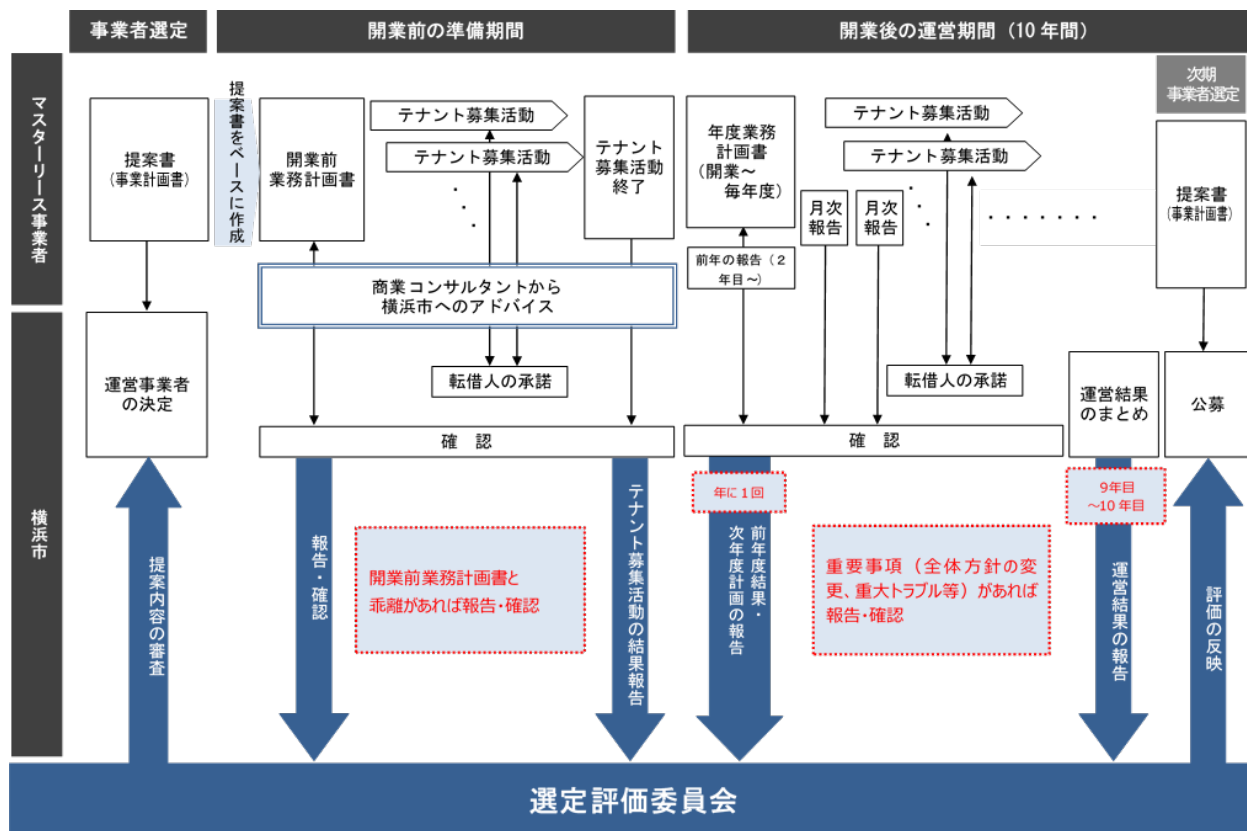 事業者選定
開業前の準備期間
開業後の運営期間（10年間）
マスターリース事業者
提案書
（事業計画書）
提案書をベースに作成
開業前
業務計画書
テナント募集活動
テナント募集活動
・
・
・
テナント
募集活動
終了
年度業務
計画書
（開業～
毎年度）
前年の報告（２
年目～）
月次
報告
月次
報告
テナント募集活動
テナント募集活動
・
・
・
・・・・・・・
次期
事業者選定
提案書
（事業計画書）
商業コンサルタントから
横浜市へのアドバイス
横浜市
運営事業者
の決定
転借人の承諾
確　認
転借人の承諾
確　認
運営結果
のまとめ
公募
提案内容の審査
報告・確認
開業前業務計画書と
乖離があれば報告・確認
テナント募集活動の結果報告
年に１回
前年度結果・
次年度計画の報告
重要事項（全体方針の変
更、重大トラブル等）があれば
報告・確認
9年目
～10年目
運営結果の報告
評価の反映
選定評価委員会